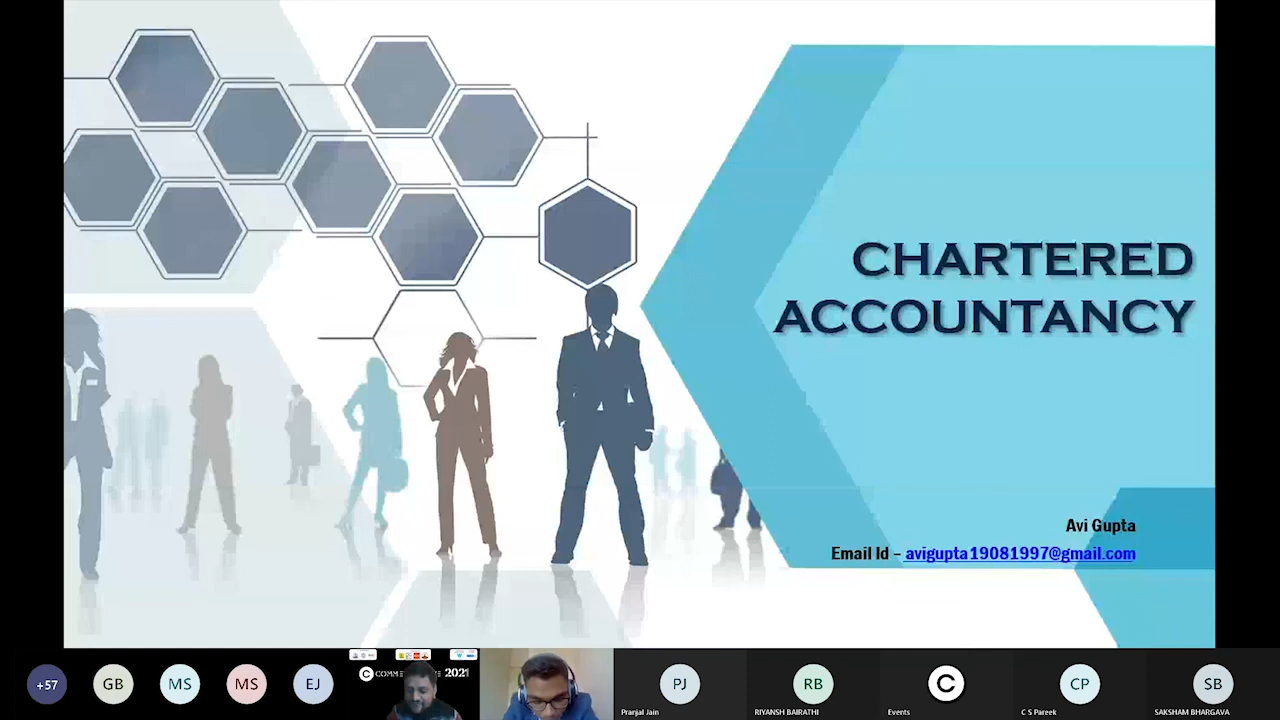 CHARTERED
ACCOUNTANCY
Avi Gupta
Email Id – avigupta19081997@gmail.com
+57
GB
MS
MS
EJ
2021
PJ
Pranjal Jain
RB
RIYANSH BAIRATHI
C
Events
CP
C S Pareek
SB
SAKSHAM BHARGAVA